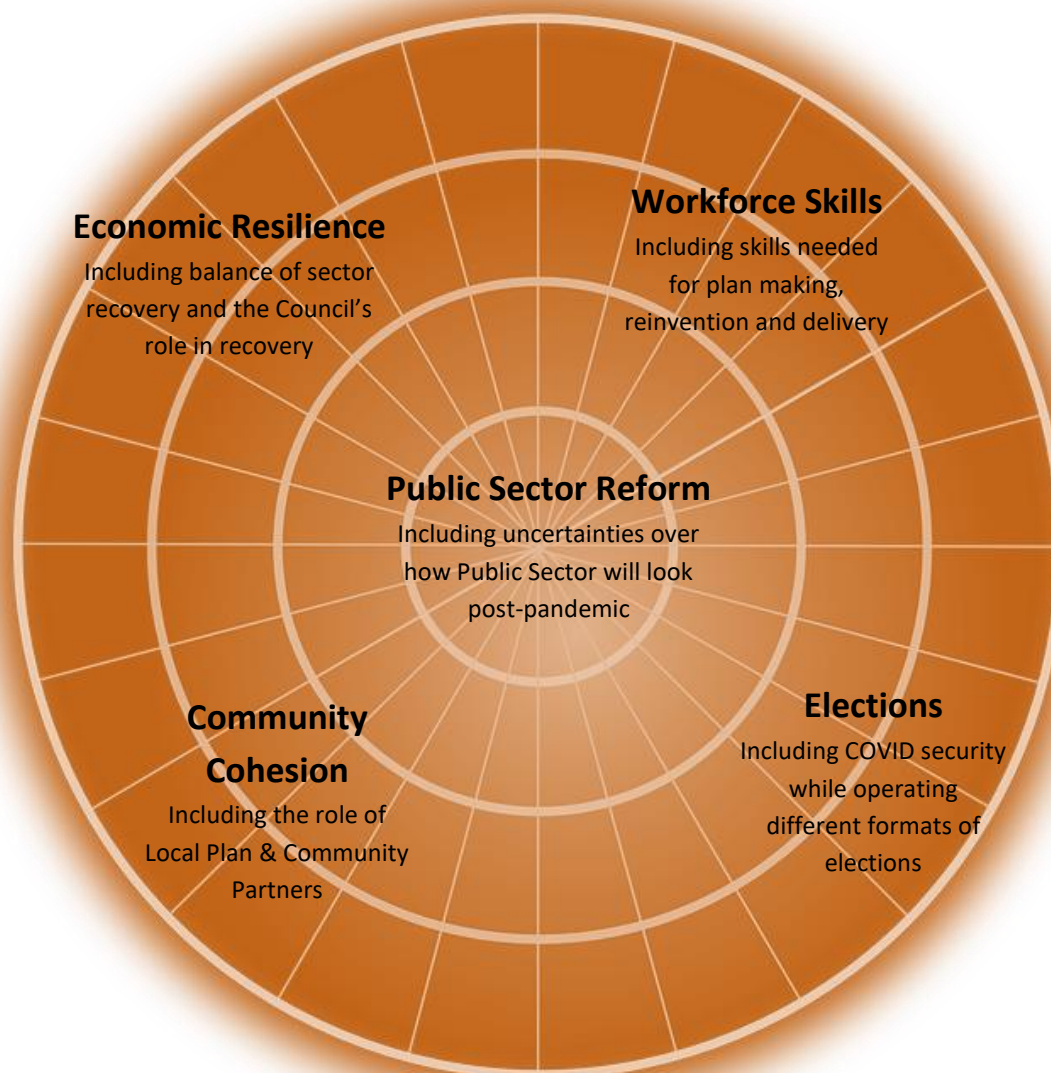 Economic Resilience
Including balance of sector
recovery and the Council’s
role in recovery
Workforce Skills
Including skills needed
for plan making,
reinvention and delivery
Public Sector Reform
Including uncertainties over
how Public Sector will look
post-pandemic
Community
Cohesion
Including the role of
Local Plan & Community
Partners
Elections
Including COVID security
while operating
different formats of
elections